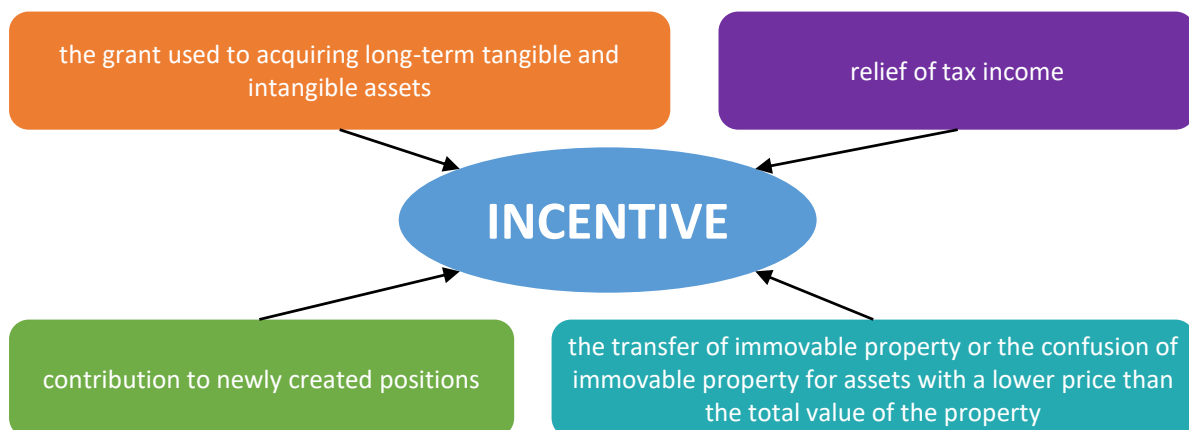 the grant used to acquiring long-term tangible and
intangible assets
relief of tax income
INCENTIVE
contribution to newly created positions
the transfer of immovable property or the confusion of
immovable property for assets with a lower price than
the total value of the property